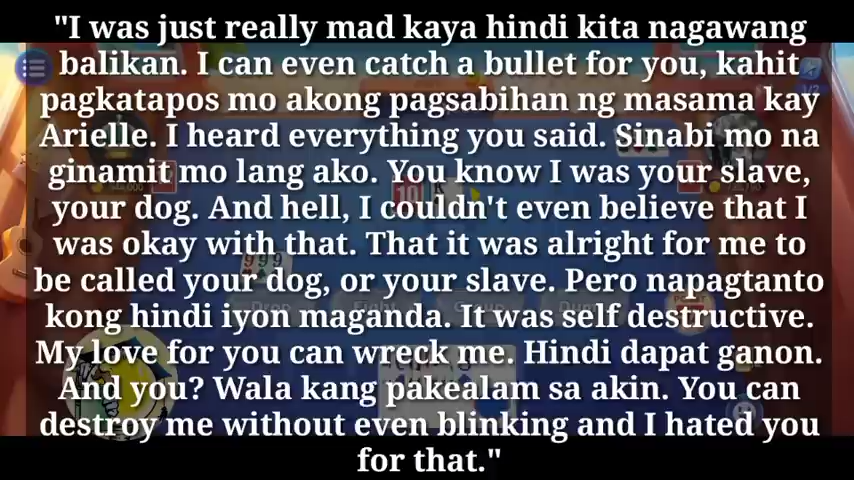 "I was just really mad kaya hindi kita nagawang
balikan. I can even catch a bullet for you, kahit
pagkatapos mo akong pagsabihan ng masama kay
Arielle. I heard everything you said. Sinabi mo na
ginamit mo lang ako. You know I was your slave,
your dog. And hell, I couldn't even believe that I
was okay with that. That it was alright for me to
be called your dog, or your slave. Pero napagtanto
kong hindi iyon maganda. It was self destructive.
My love for you can wreck me. Hindi dapat ganon.
And you? Wala kang pakealam sa akin. You can
destroy me without even blinking and I hated you
for that."